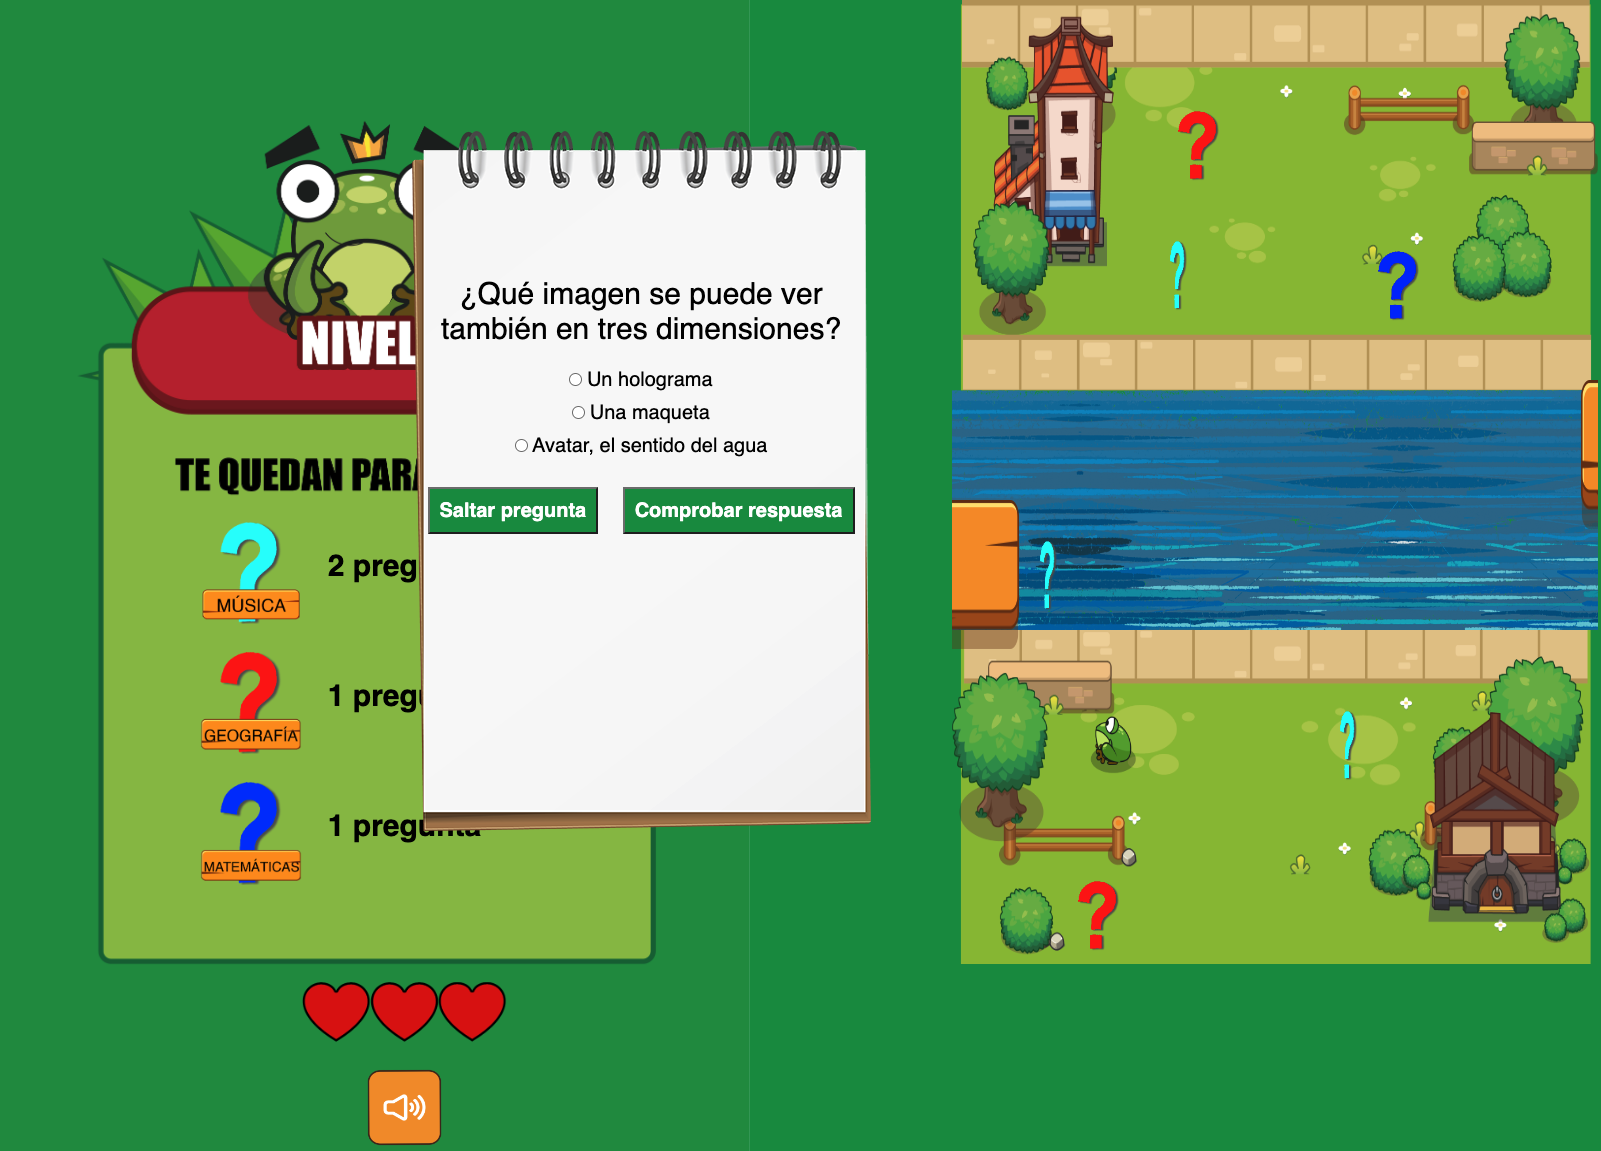 NIVEL
TE QUEDAN PARA
?
MÚSICA
2 preg
?
GEOGRAFÍA
1 preg
?
MATEMÁTICAS
1 pregunta
¿Qué imagen se puede ver
también en tres dimensiones?
Un holograma
Una maqueta
Avatar, el sentido del agua
Saltar pregunta
Comprobar respuesta
?
?
?
?
?
?